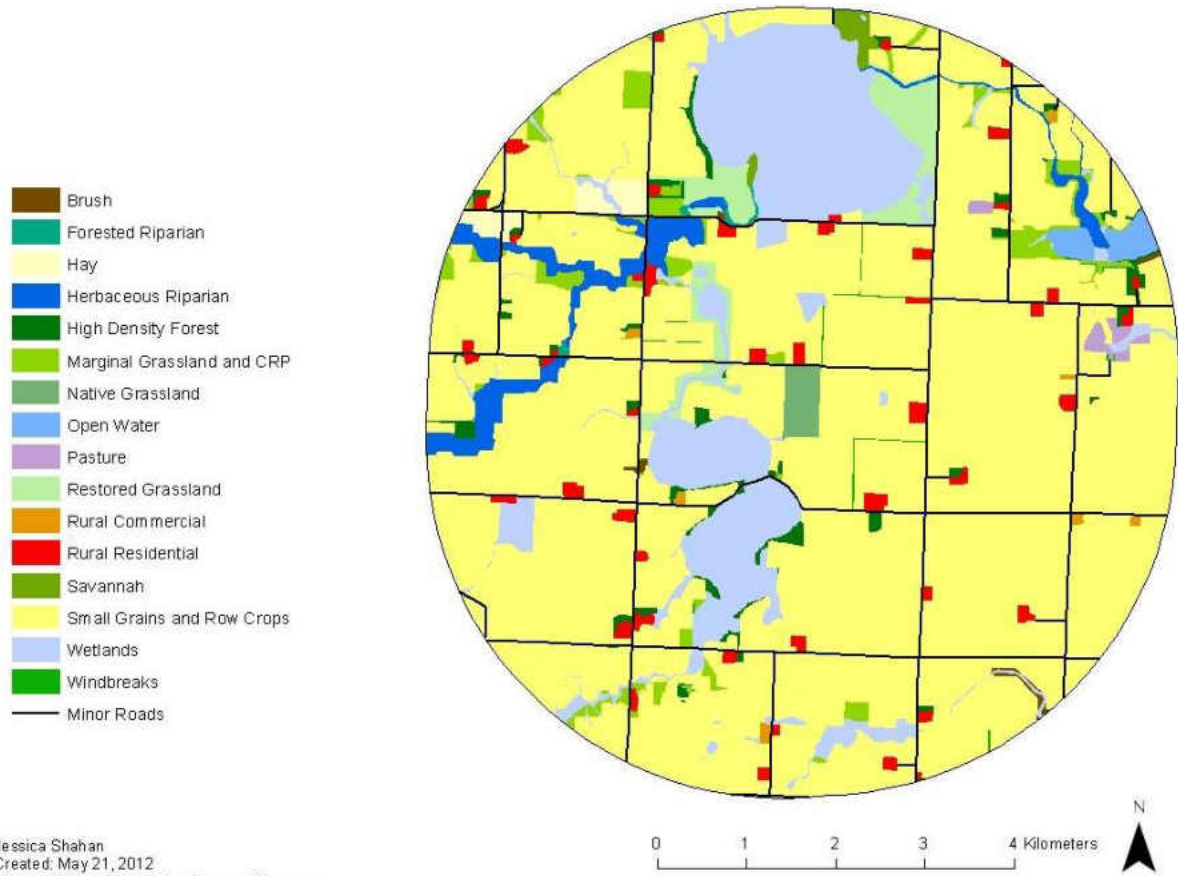 Brush
Forested Riparian
Hay
Herbaceous Riparian
High Density Forest
Marginal Grassland and CRP
Native Grassland
Open Water
Pasture
Restored Grassland
Rural Commercial
Rural Residential
Savannah
Small Grains and Row Crops
Wetlands
Windbreaks
Minor Roads
Jessica Shahan
Created: May 21, 2012
0 1 2 3 4 Kilometers
N